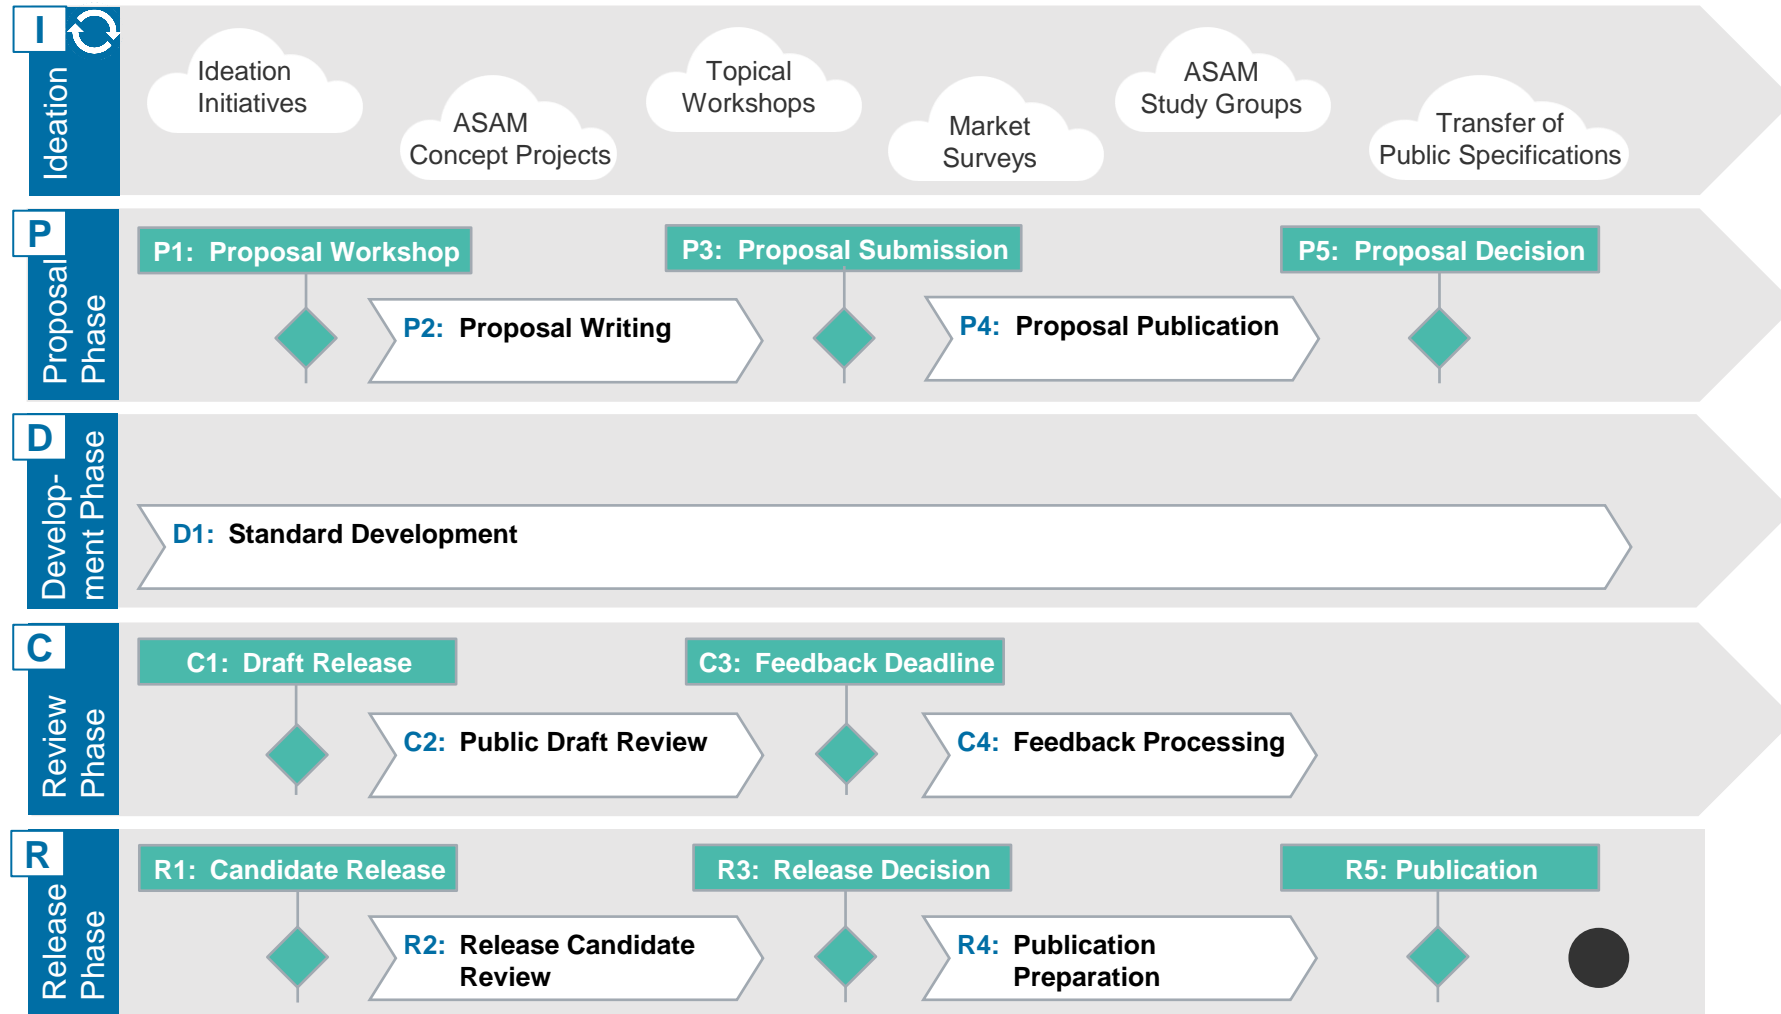 I
Ideation
Ideation
Initiatives
ASAM
Concept Projects
Topical
Workshops
Market
Surveys
ASAM
Study Groups
Transfer of
Public Specifications
P
Proposal
Phase
P1: Proposal Workshop
P3: Proposal Submission
P5: Proposal Decision
P2: Proposal Writing
P4: Proposal Publication
D
Develop-
ment Phase
D1: Standard Development
C
Review
Phase
C1: Draft Release
C3: Feedback Deadline
C2: Public Draft Review
C4: Feedback Processing
R
Release
Phase
R1: Candidate Release
R3: Release Decision
R5: Publication
R2: Release Candidate
Review
R4: Publication
Preparation